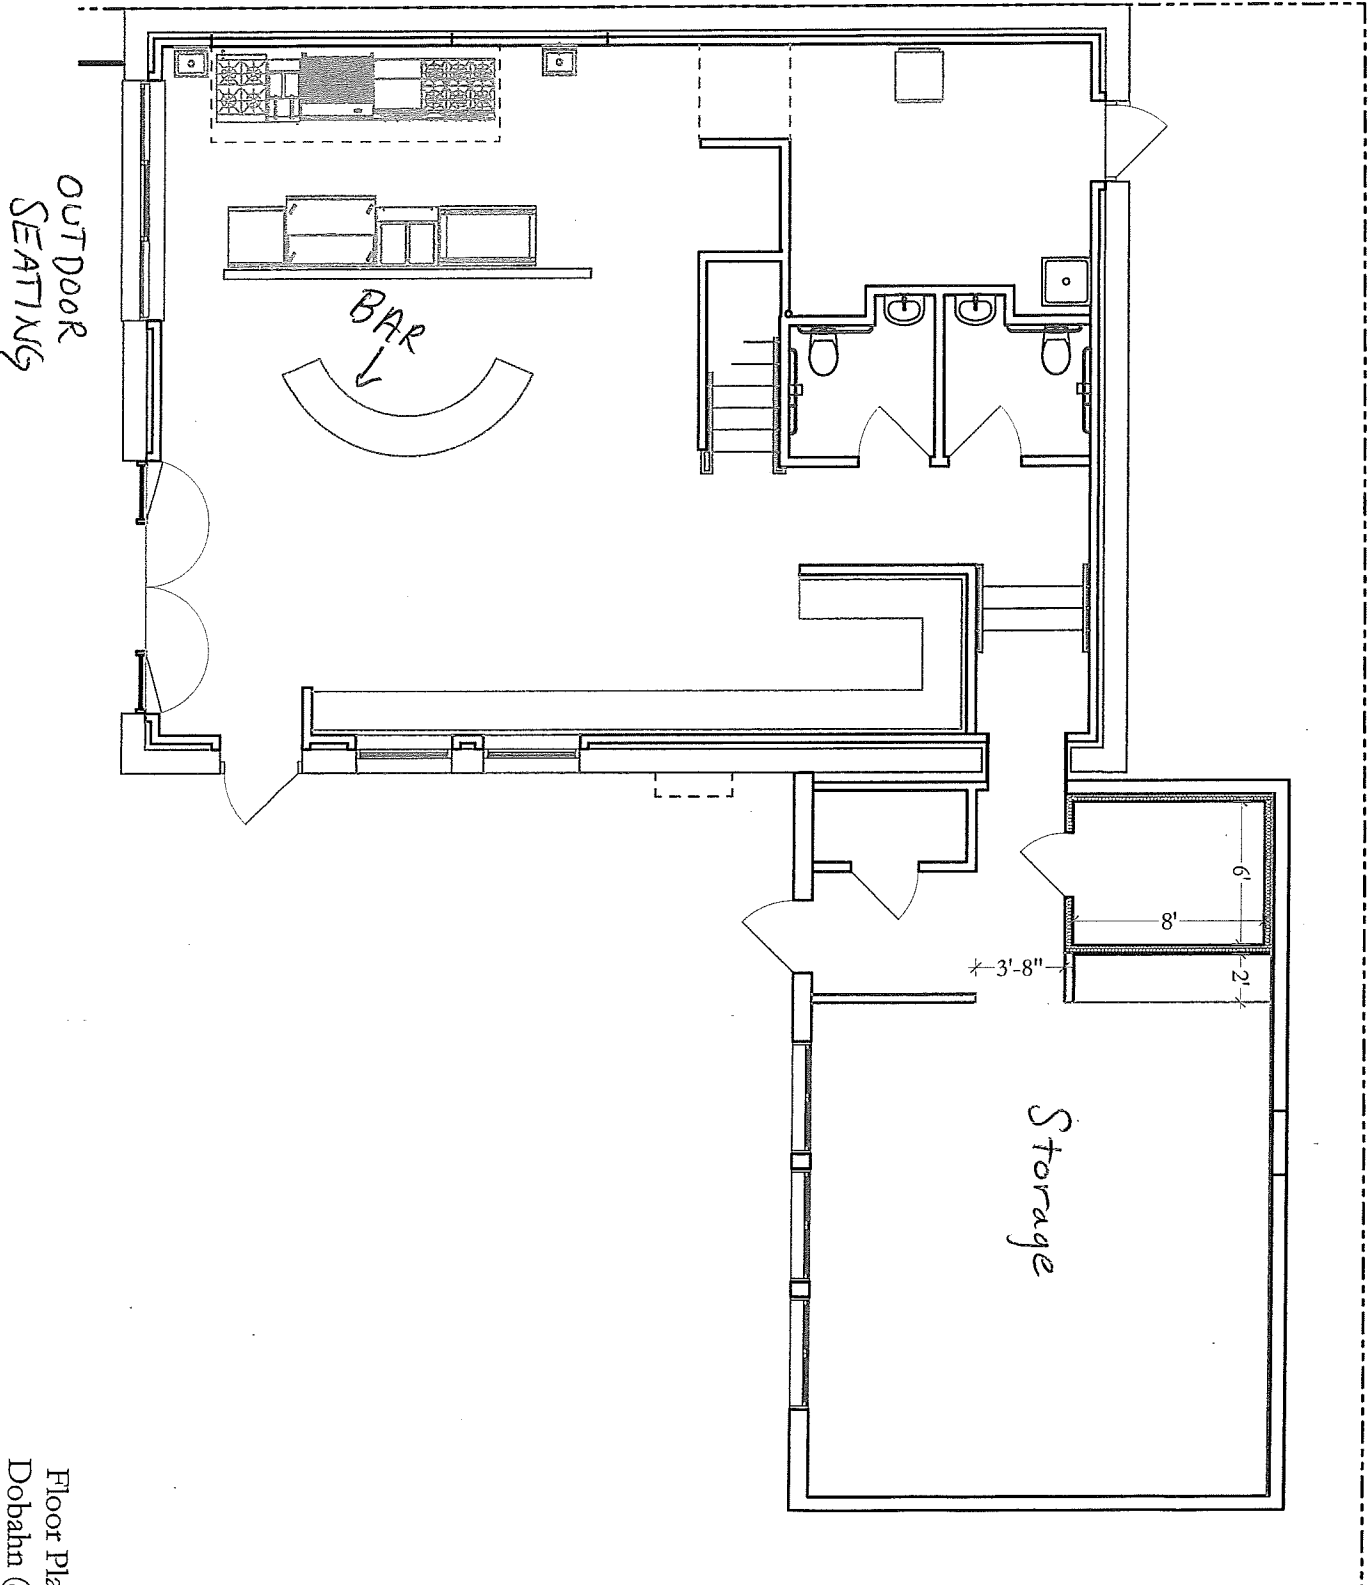 OUTDOOR
SEATING
BAR
6'
8'
3'-8"
2'
Storage
Floor Pla
Dobahn (